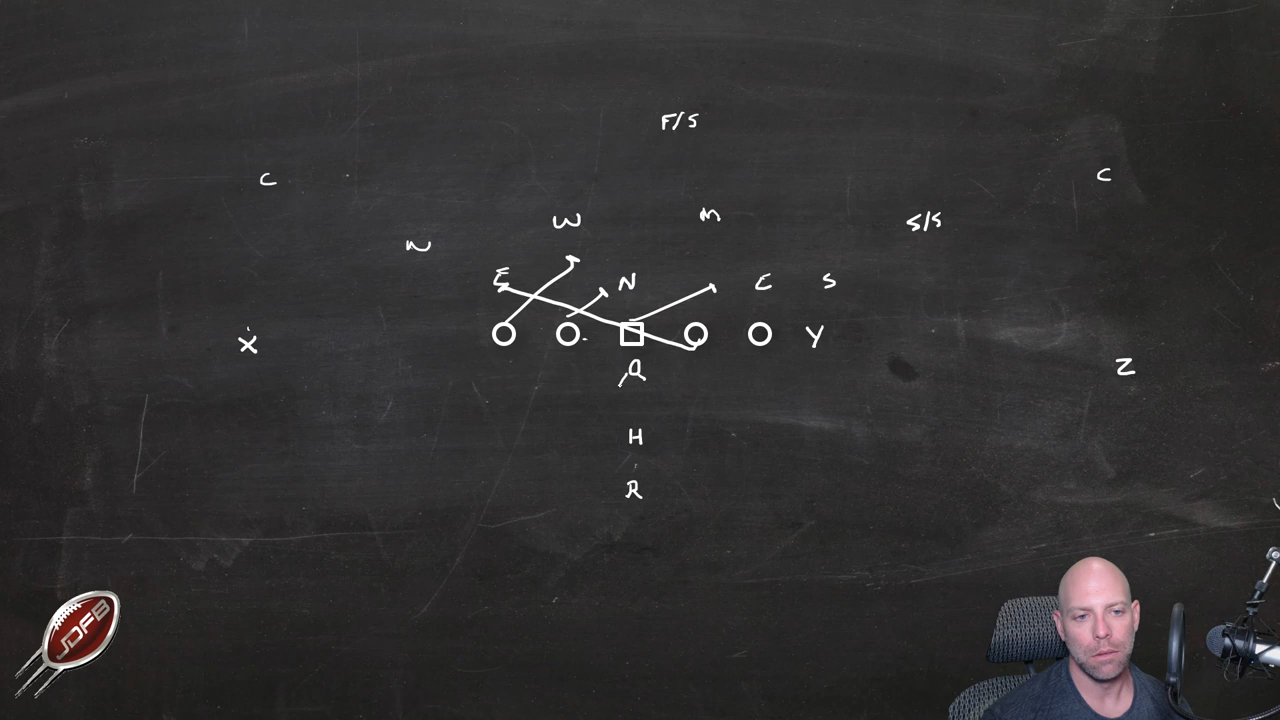 F/S
C C
W M S/S
N
E N E S
X Y Z
Q
H
R
JDFB